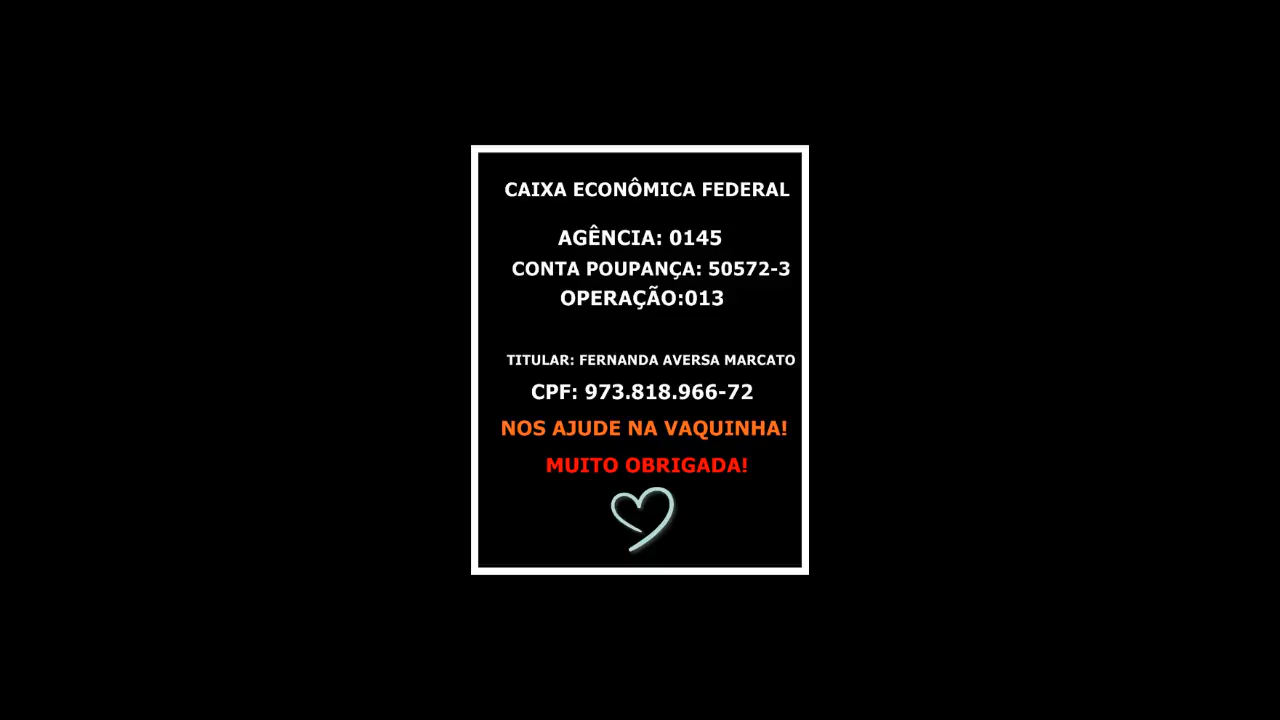 CAIXA ECONÔMICA FEDERAL
AGÊNCIA: 0145
CONTA POUPANÇA: 50572-3
OPERAÇÃO:013
TITULAR: FERNANDA AVERSA MARCATO
CPF: 973.818.966-72
NOS AJUDE NA VAQUINHA!
MUITO OBRIGADA!